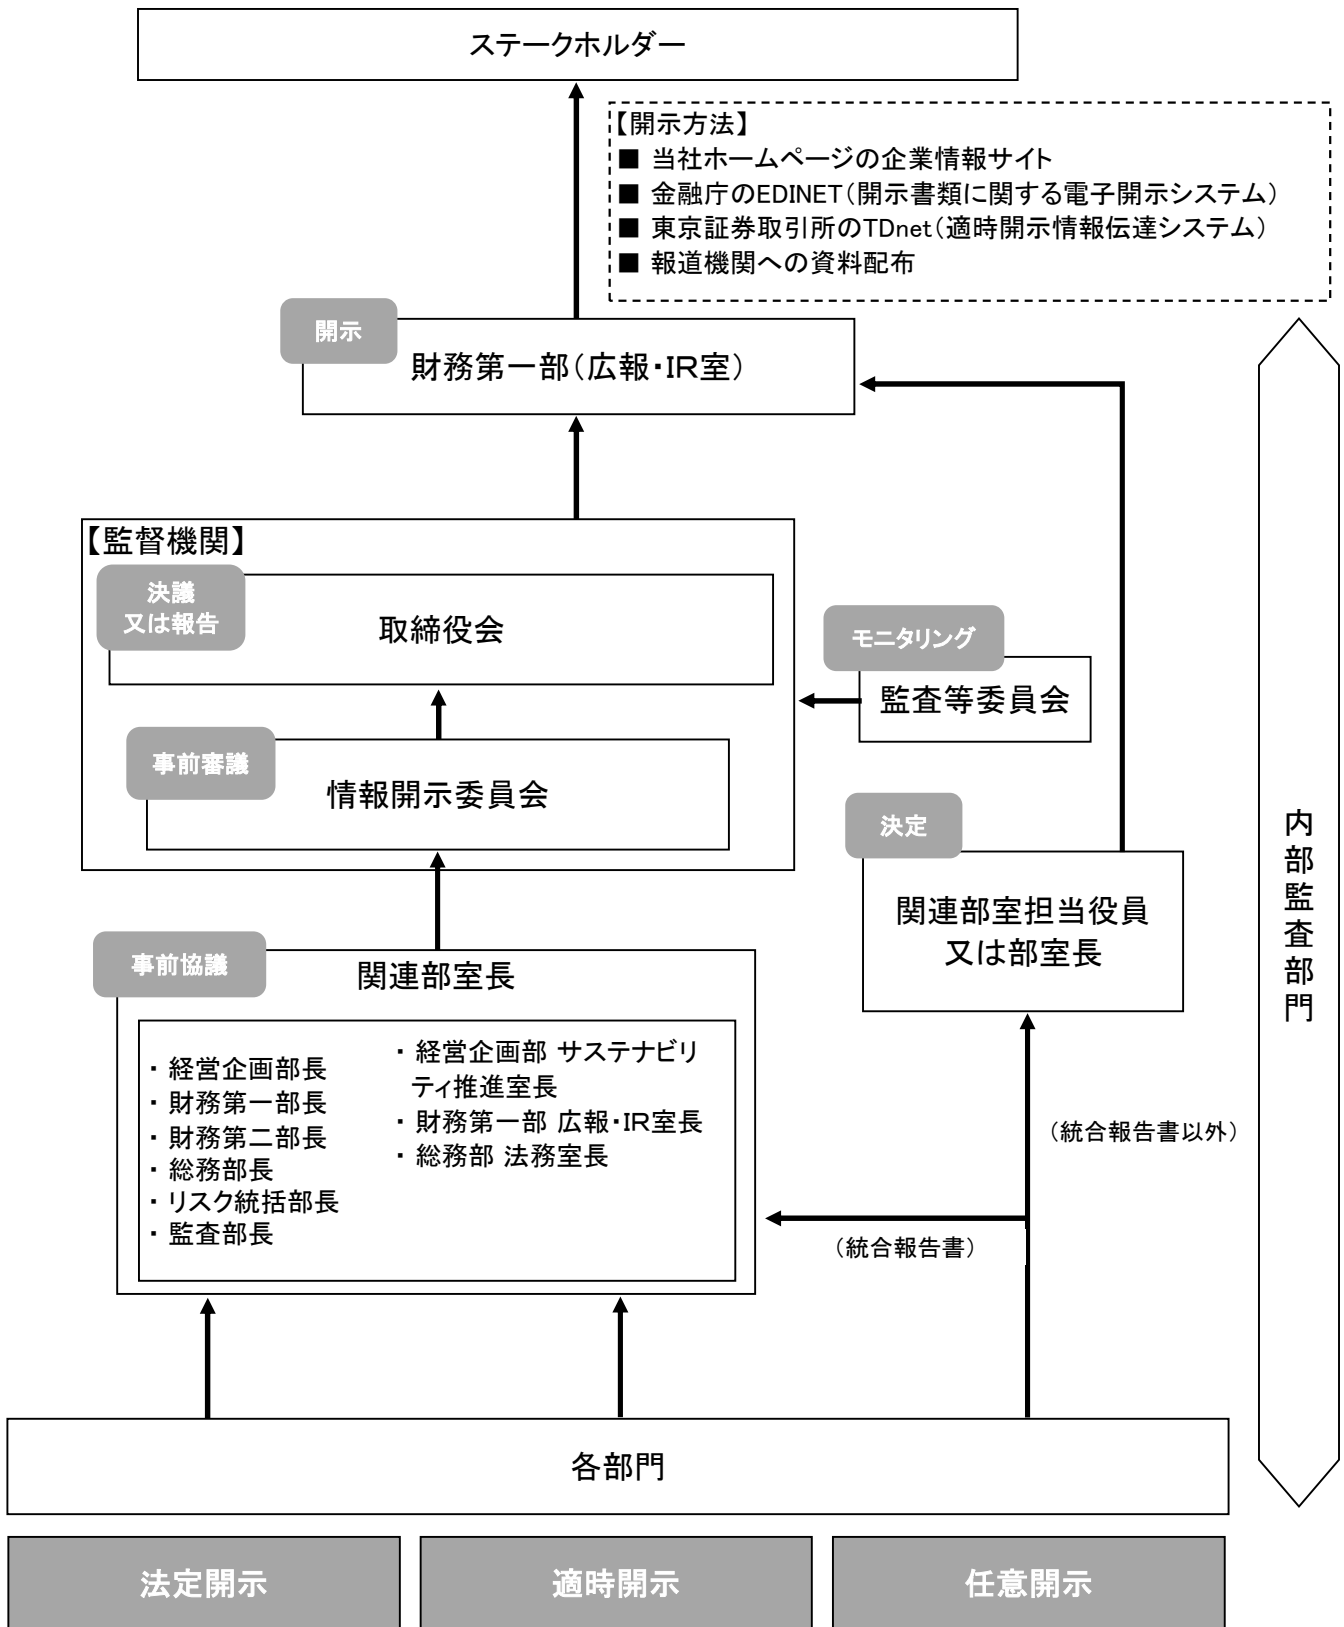 ステークホルダー
【開示方法】
■ 当社ホームページの企業情報サイト
■ 金融庁のEDINET（開示書類に関する電子開示システム）
■ 東京証券取引所のTDnet（適時開示情報伝達システム）
■ 報道機関への資料配布
開示
財務第一部（広報・IR室）
【監督機関】
決議
又は報告
取締役会
モニタリング
監査等委員会
事前審議
情報開示委員会
決定
関連部室担当役員
又は部室長
内部監査部門
事前協議
関連部室長
・ 経営企画部長
・ 財務第一部長
・ 財務第二部長
・ 総務部長
・ リスク統括部長
・ 監査部長
・ 経営企画部 サステナビリ
ティ推進室長
・ 財務第一部 広報・IR室長
・ 総務部 法務室長
（統合報告書以外）
（統合報告書）
各部門
法定開示
適時開示
任意開示